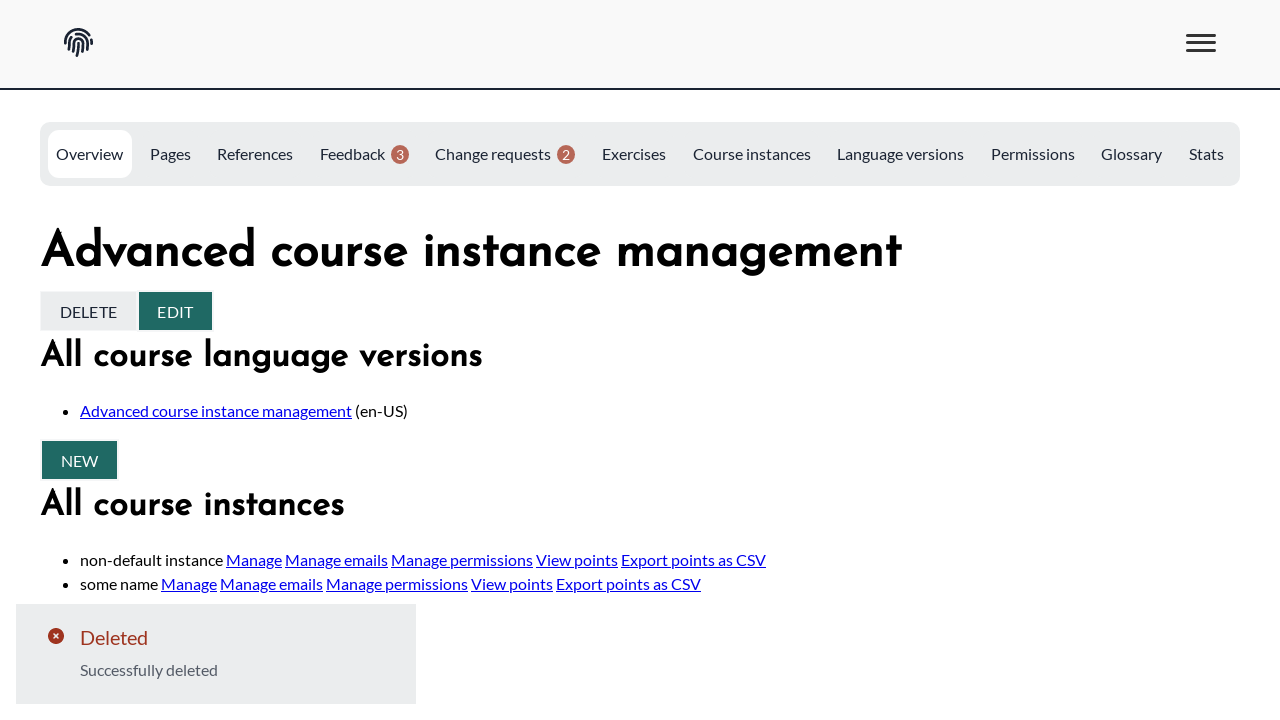 Overview Pages References Feedback 3 Change requests 2 Exercises Course instances Language versions Permissions Glossary Stats
Advanced course instance management
DELETE EDIT
All course language versions
Advanced course instance management (en-US)
NEW
All course instances
non-default instance Manage Manage emails Manage permissions View points Export points as CSV
some name Manage Manage emails Manage permissions View points Export points as CSV
Deleted
Successfully deleted